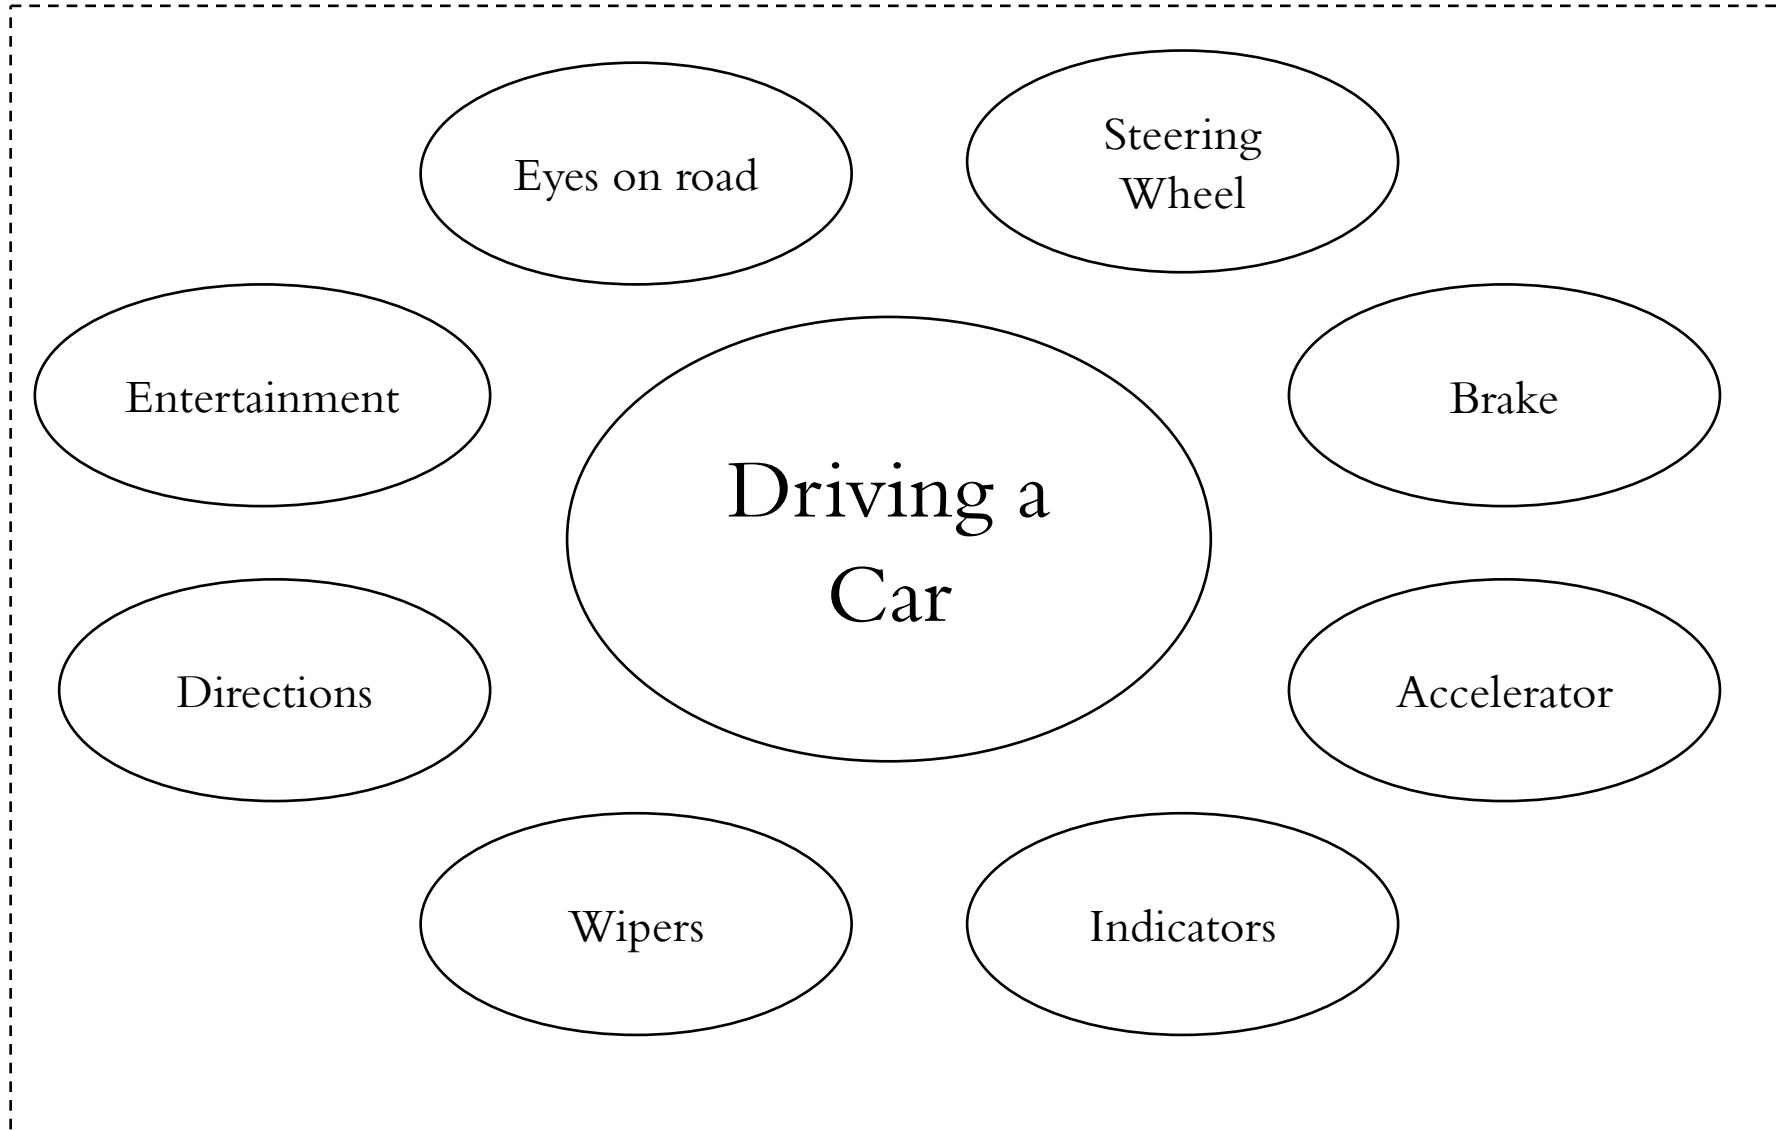 Eyes on road
Steering
Wheel
Entertainment
Brake
Driving a
Car
Directions
Accelerator
Wipers
Indicators